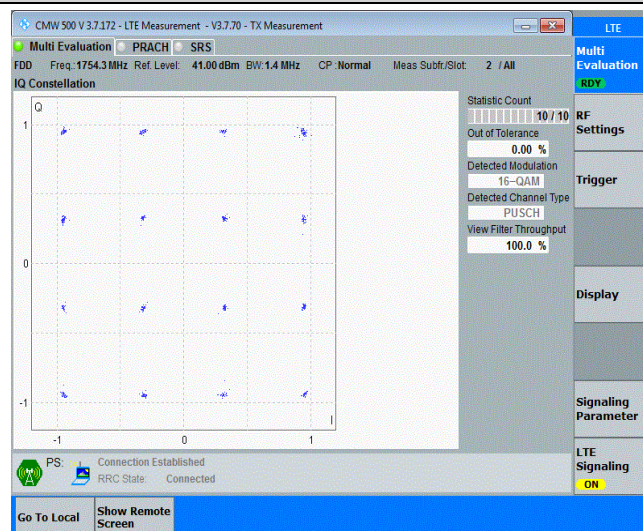 CMW 500 V 3.7.172 - LTE Measurement - V3.7.70 - TX Measurement
LTE
Multi Evaluation PRACH SRS
FDD Freq.:1754.3 MHz Ref. Level: 41.00 dBm BW:1.4 MHz CP :Normal Meas Subfr./Slot: 2 / All
IQ Constellation
Q
1
0
-1
-1 0 1
I
Statistic Count
10 / 10
Out of Tolerance
0.00 %
Detected Modulation
16-QAM
Detected Channel Type
PUSCH
View Filter Throughput
100.0 %
Multi
Evaluation
RDY
RF
Settings
Trigger
Display
Signaling
Parameter
LTE
Signaling
ON
PS: Connection Established
RRC State: Connected
Go To Local
Show Remote
Screen